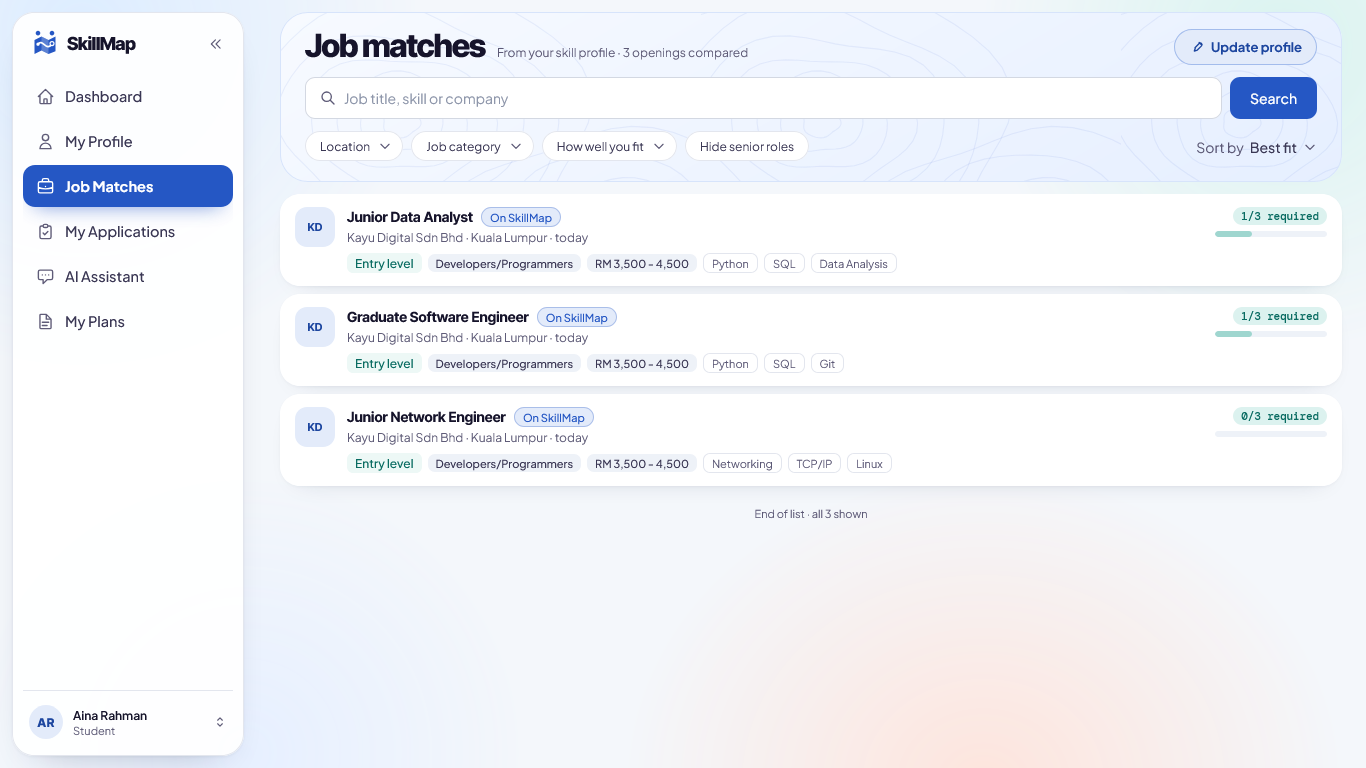 SkillMap
Dashboard
My Profile
Job Matches
My Applications
AI Assistant
My Plans
AR
Aina Rahman
Student
Job matches
From your skill profile · 3 openings compared
Update profile
Job title, skill or company
Search
Location
Job category
How well you fit
Hide senior roles
Sort by Best fit
KD
Junior Data Analyst
On SkillMap
1/3 required
Kayu Digital Sdn Bhd · Kuala Lumpur · today
Entry level
Developers/Programmers
RM 3,500 – 4,500
Python
SQL
Data Analysis
KD
Graduate Software Engineer
On SkillMap
1/3 required
Kayu Digital Sdn Bhd · Kuala Lumpur · today
Entry level
Developers/Programmers
RM 3,500 – 4,500
Python
SQL
Git
KD
Junior Network Engineer
On SkillMap
0/3 required
Kayu Digital Sdn Bhd · Kuala Lumpur · today
Entry level
Developers/Programmers
RM 3,500 – 4,500
Networking
TCP/IP
Linux
End of list · all 3 shown